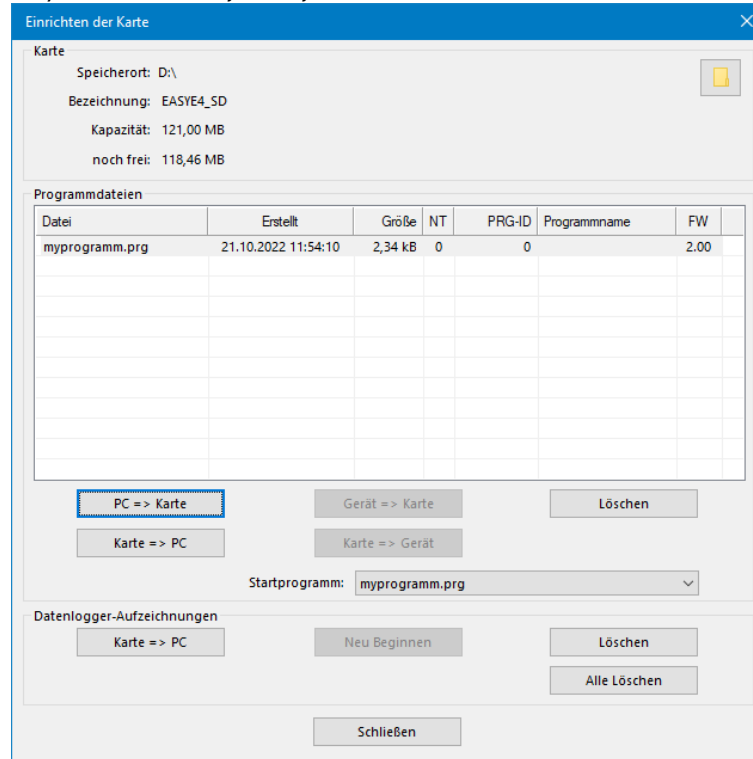 Einrichten der Karte
Karte
Speicherort: D:\
Bezeichnung: EASYE4_SD
Kapazität: 121,00 MB
noch frei: 118,46 MB
Programmdateien
Datei Erstellt Größe NT PRG-ID Programmname FW
myprogramm.prg 21.10.2022 11:54:10 2,34 kB 0 0 2.00
PC => Karte Gerät => Karte Löschen
Karte => PC Karte => Gerät
Startprogramm: myprogramm.prg
Datenlogger-Aufzeichnungen
Karte => PC Neu Beginnen Löschen
Alle Löschen
Schließen